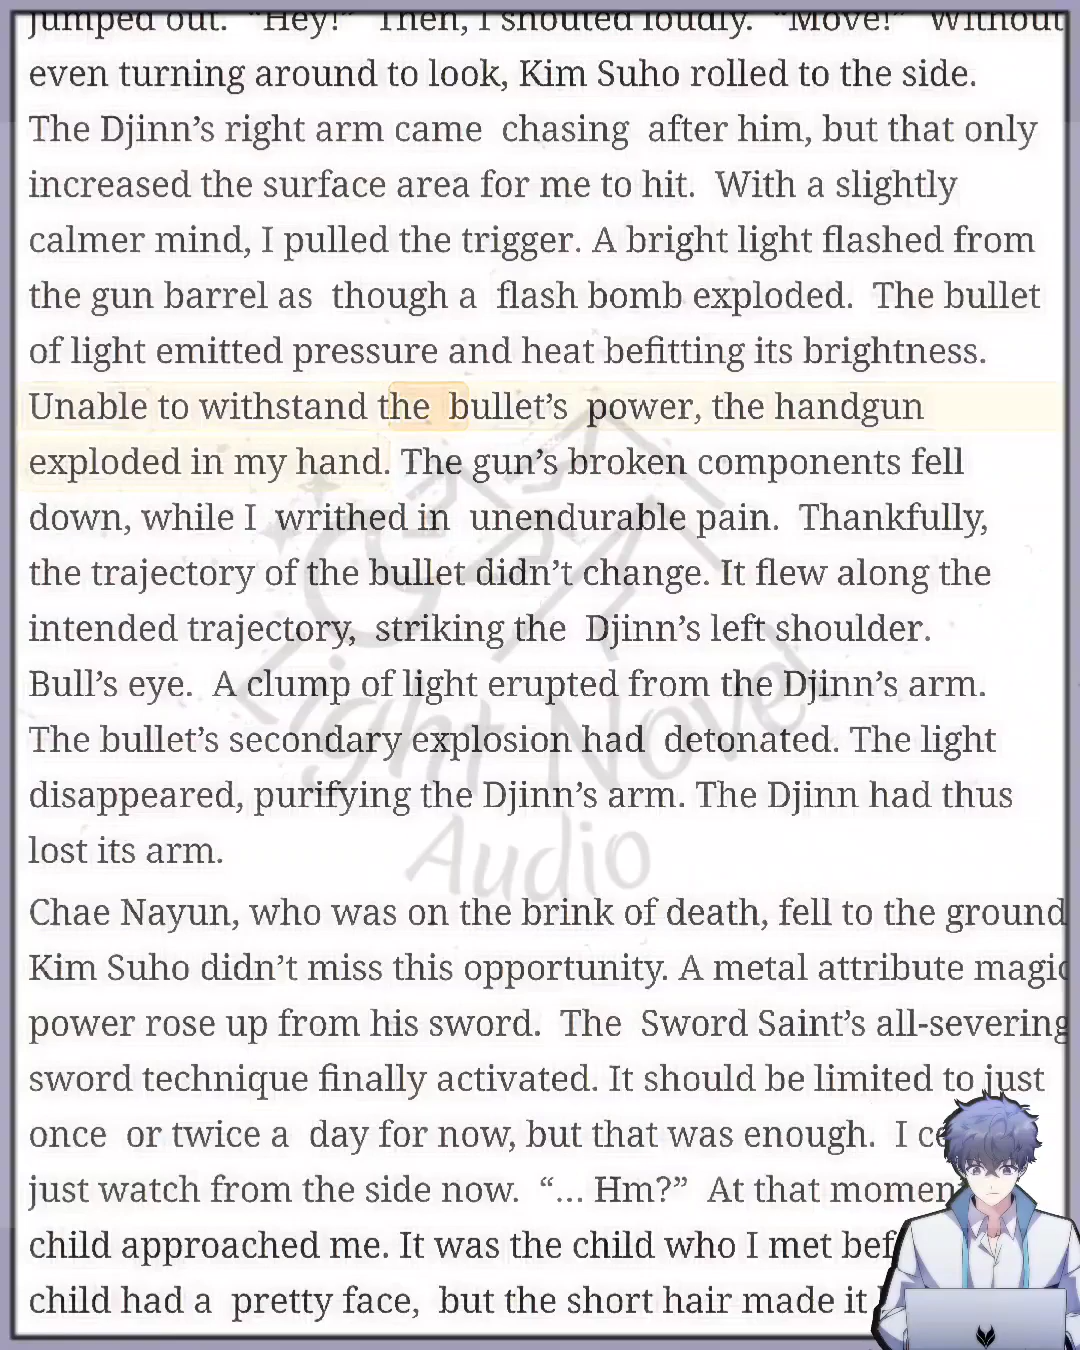 jumped out. “Hey!” Then, I shouted loudly. “Move!” Without
even turning around to look, Kim Suho rolled to the side.
The Djinn’s right arm came chasing after him, but that only
increased the surface area for me to hit. With a slightly
calmer mind, I pulled the trigger. A bright light flashed from
the gun barrel as though a flash bomb exploded. The bullet
of light emitted pressure and heat befitting its brightness.
Unable to withstand the bullet’s power, the handgun
exploded in my hand. The gun’s broken components fell
down, while I writhed in unendurable pain. Thankfully,
the trajectory of the bullet didn’t change. It flew along the
intended trajectory, striking the Djinn’s left shoulder.
Bull’s eye. A clump of light erupted from the Djinn’s arm.
The bullet’s secondary explosion had detonated. The light
disappeared, purifying the Djinn’s arm. The Djinn had thus
lost its arm.
Chae Nayun, who was on the brink of death, fell to the ground
Kim Suho didn’t miss this opportunity. A metal attribute magic
power rose up from his sword. The Sword Saint’s all-severing
sword technique finally activated. It should be limited to just
once or twice a day for now, but that was enough. I
just watch from the side now. “... Hm?” At that
child approached me. It was the child who I met
child had a pretty face, but the short hair made it
Light Novel
Audio